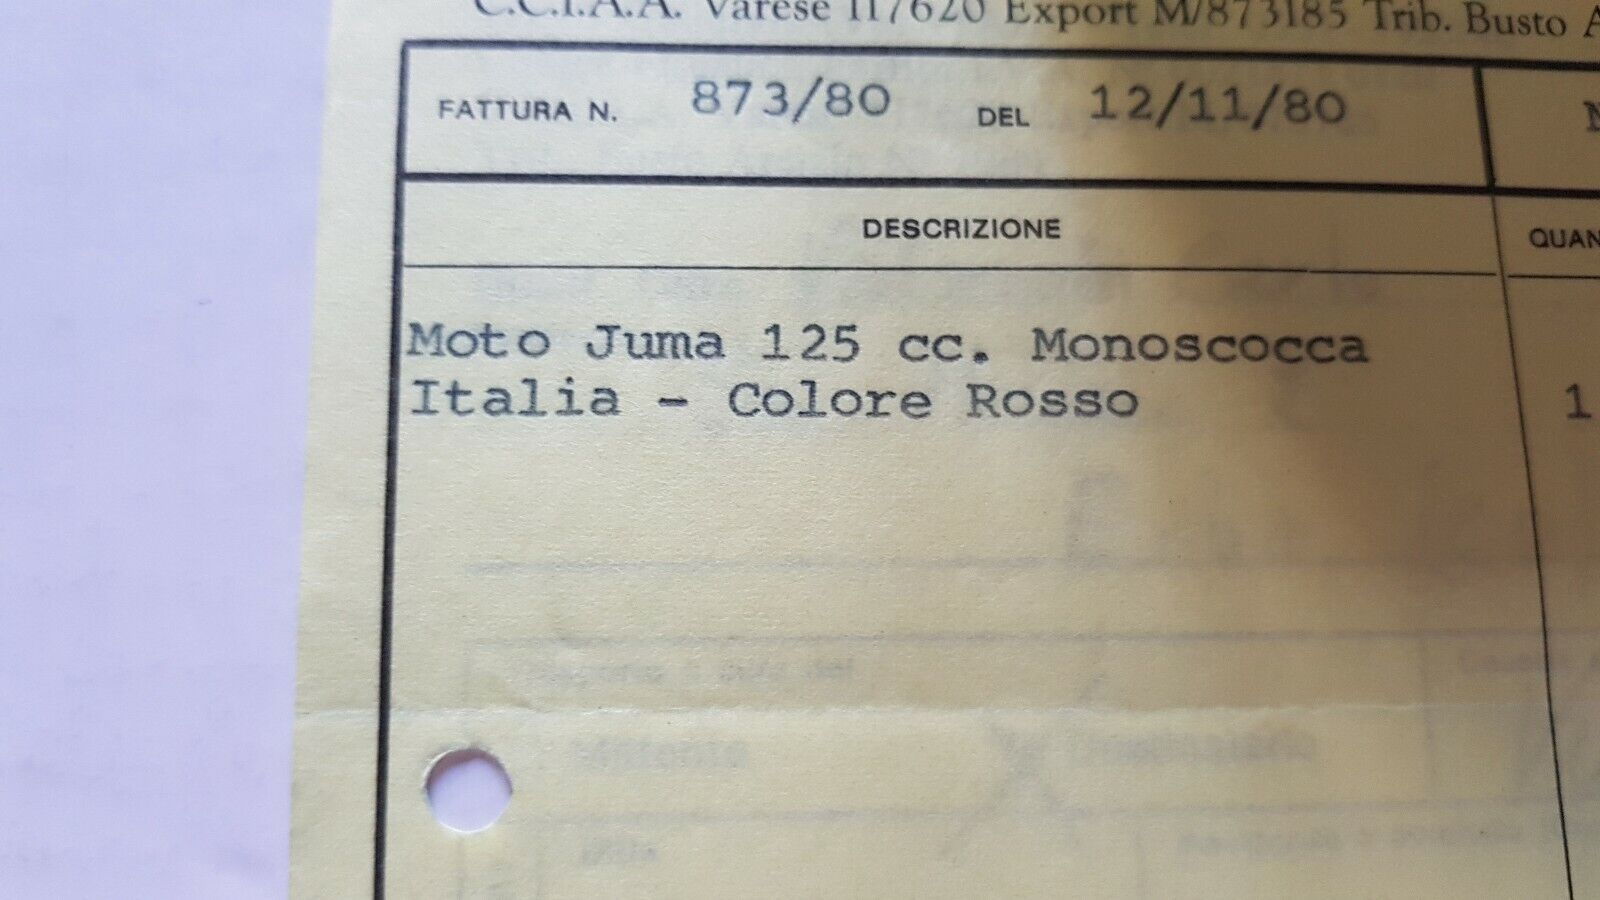 C.C.I.A.A. Varese 117620 Export M/873185 Trib. Busto A
FATTURA N. 873/80 DEL 12/11/80
DESCRIZIONE QUAN
Moto Juma 125 cc. Monoscocca
Italia - Colore Rosso 1